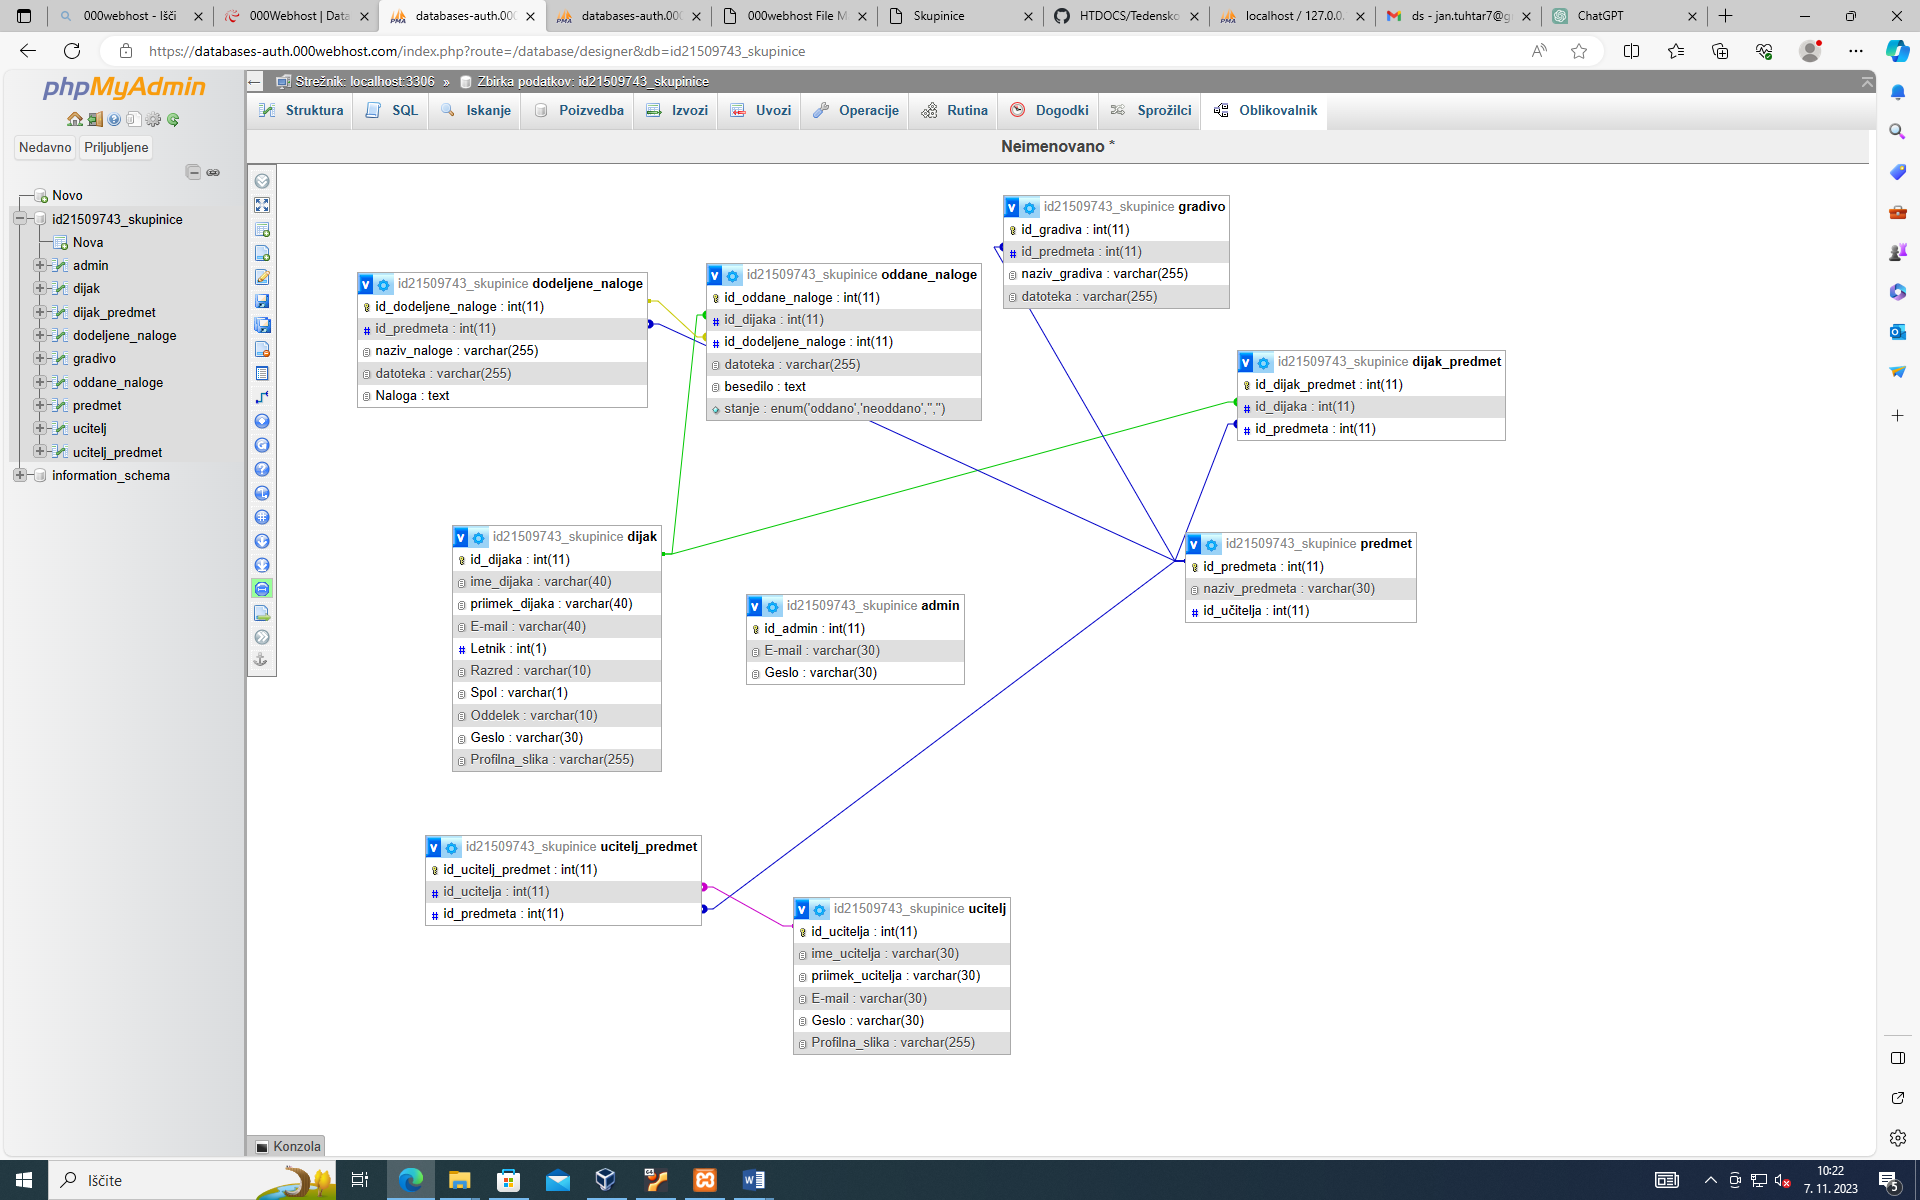 000webhost - Išči
000Webhost | Data
databases-auth.000
databases-auth.000
000webhost File M
Skupinice
HTDOCS/Tedensko
localhost / 127.0.0.
ds - jan.tuhtar7@g
ChatGPT
https://databases-auth.000webhost.com/index.php?route=/database/designer&db=id21509743_skupinice
phpMyAdmin
Nedavno
Priljubljene
Novo
id21509743_skupinice
Nova
admin
dijak
dijak_predmet
dodeljene_naloge
gradivo
oddane_naloge
predmet
ucitelj
ucitelj_predmet
information_schema
Strežnik: localhost:3306 » Zbirka podatkov: id21509743_skupinice
Struktura
SQL
Iskanje
Poizvedba
Izvozi
Uvozi
Operacije
Rutina
Dogodki
Sprožilci
Oblikovalnik
Neimenovano *
id21509743_skupinice gradivo
id_gradiva : int(11)
id_predmeta : int(11)
naziv_gradiva : varchar(255)
datoteka : varchar(255)
id21509743_skupinice dodeljene_naloge
id_dodeljene_naloge : int(11)
id_predmeta : int(11)
naziv_naloge : varchar(255)
datoteka : varchar(255)
Naloga : text
id21509743_skupinice oddane_naloge
id_oddane_naloge : int(11)
id_dijaka : int(11)
id_dodeljene_naloge : int(11)
datoteka : varchar(255)
besedilo : text
stanje : enum('oddano','neoddano','','')
id21509743_skupinice dijak_predmet
id_dijak_predmet : int(11)
id_dijaka : int(11)
id_predmeta : int(11)
id21509743_skupinice dijak
id_dijaka : int(11)
ime_dijaka : varchar(40)
priimek_dijaka : varchar(40)
E-mail : varchar(40)
Letnik : int(1)
Razred : varchar(10)
Spol : varchar(1)
Oddelek : varchar(10)
Geslo : varchar(30)
Profilna_slika : varchar(255)
id21509743_skupinice predmet
id_predmeta : int(11)
naziv_predmeta : varchar(30)
id_učitelja : int(11)
id21509743_skupinice admin
id_admin : int(11)
E-mail : varchar(30)
Geslo : varchar(30)
id21509743_skupinice ucitelj_predmet
id_ucitelj_predmet : int(11)
id_ucitelja : int(11)
id_predmeta : int(11)
id21509743_skupinice ucitelj
id_ucitelja : int(11)
ime_ucitelja : varchar(30)
priimek_ucitelja : varchar(30)
E-mail : varchar(30)
Geslo : varchar(30)
Profilna_slika : varchar(255)
Konzola
Iščite
10:22
7. 11. 2023
5